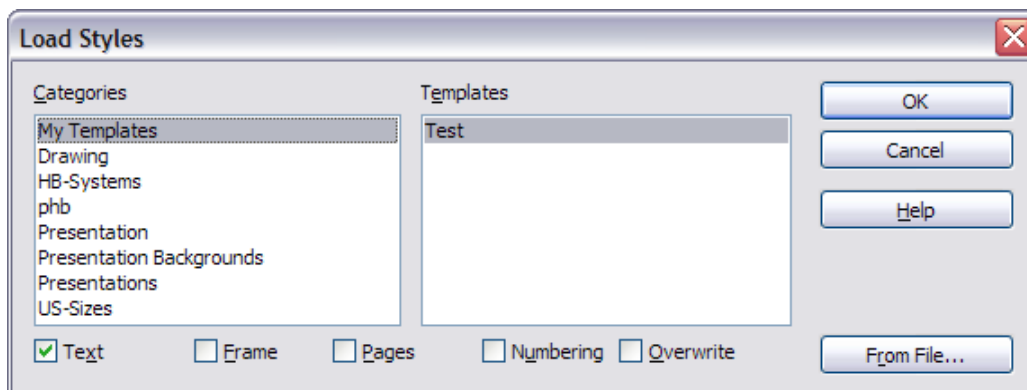 Load Styles
Categories
Templates
My Templates
Drawing
HB-Systems
phb
Presentation
Presentation Backgrounds
Presentations
US-Sizes
Test
OK
Cancel
Help
Text Frame Pages Numbering Overwrite
From File...